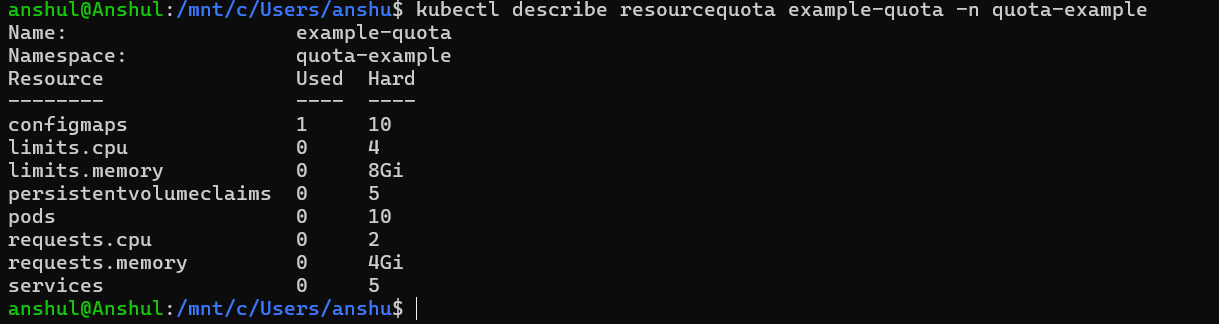 anshul@Anshul:/mnt/c/Users/anshu$ kubectl describe resourcequota example-quota -n quota-example
Name:                   example-quota
Namespace:              quota-example
Resource                Used  Hard
--------                ----  ----
configmaps              1     10
limits.cpu              0     4
limits.memory           0     8Gi
persistentvolumeclaims  0     5
pods                    0     10
requests.cpu            0     2
requests.memory         0     4Gi
services                0     5
anshul@Anshul:/mnt/c/Users/anshu$